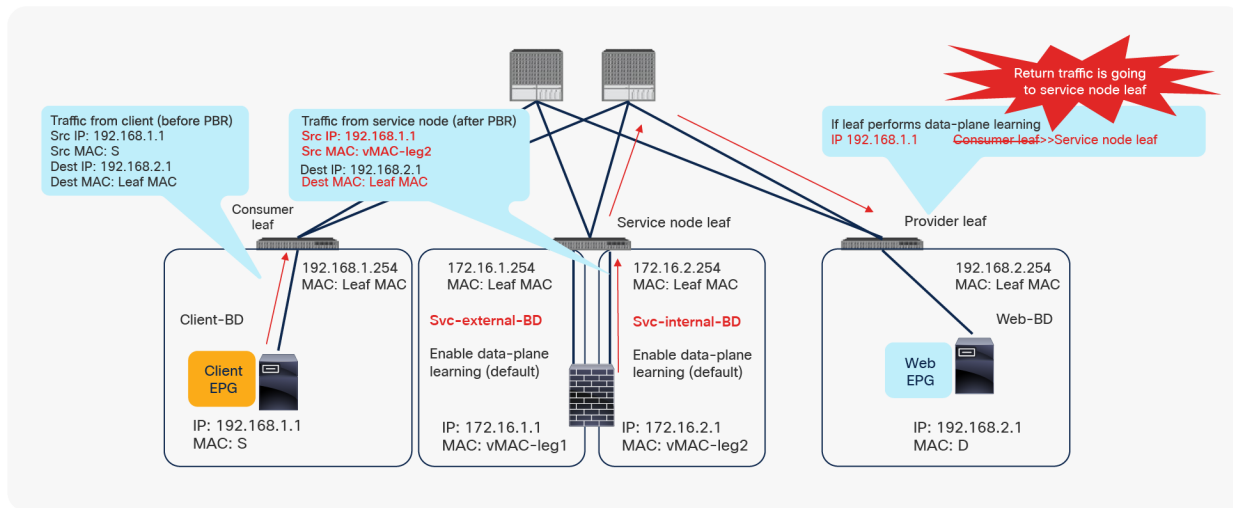 Return traffic is going
to service node leaf
Traffic from client (before PBR)
Src IP: 192.168.1.1
Src MAC: S
Dest IP: 192.168.2.1
Dest MAC: Leaf MAC
Traffic from service node (after PBR)
Src IP: 192.168.1.1
Src MAC: vMAC-leg2
Dest IP: 192.168.2.1
Dest MAC: Leaf MAC
If leaf performs data-plane learning
IP 192.168.1.1 Consumer leaf>>Service node leaf
Consumer
leaf
Service node leaf
Provider leaf
192.168.1.254
MAC: Leaf MAC
Client-BD
Client
EPG
IP: 192.168.1.1
MAC: S
172.16.1.254
MAC: Leaf MAC
Svc-external-BD
Enable data-plane
learning (default)
IP: 172.16.1.1
MAC: vMAC-leg1
172.16.2.254
MAC: Leaf MAC
Svc-internal-BD
Enable data-plane
learning (default)
IP: 172.16.2.1
MAC: vMAC-leg2
192.168.2.254
MAC: Leaf MAC
Web-BD
Web
EPG
IP: 192.168.2.1
MAC: D